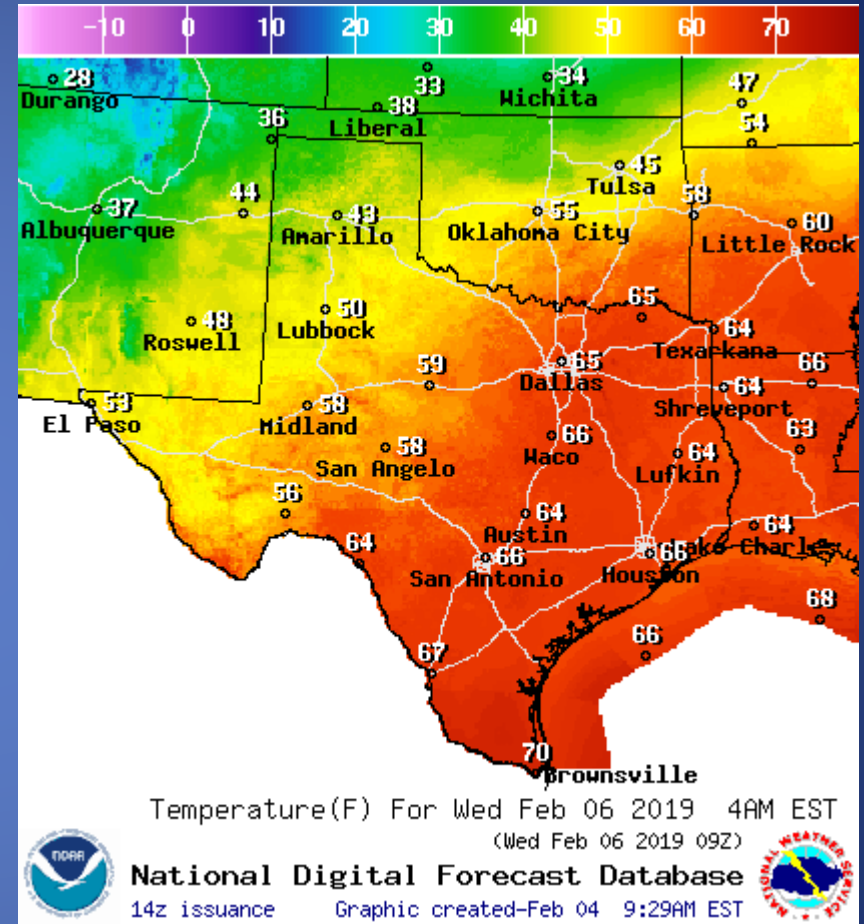 -10 0 10 20 30 40 50 60 70
28
Durango
33
34
Wichita
47
38
Liberal
36
54
45
Tulsa
37
Albuquerque
44
43
Amarillo
55
Oklahoma City
58
60
Little Rock
48
Roswell
50
Lubbock
65
64
Texarkana
59
65
Dallas
66
64
Shreveport
53
El Paso
58
Midland
58
San Angelo
66
Waco
64
Lufkin
63
56
64
Austin
64
Lake Charles
64
66
San Antonio
66
Houston
68
66
67
70
Brownsville
Temperature(F) For Wed Feb 06 2019 4AM EST
(Wed Feb 06 2019 09Z)
National Digital Forecast Database
14z issuance Graphic created-Feb 04 9:29AM EST
NOAA
NATIONAL WEATHER SERVICE